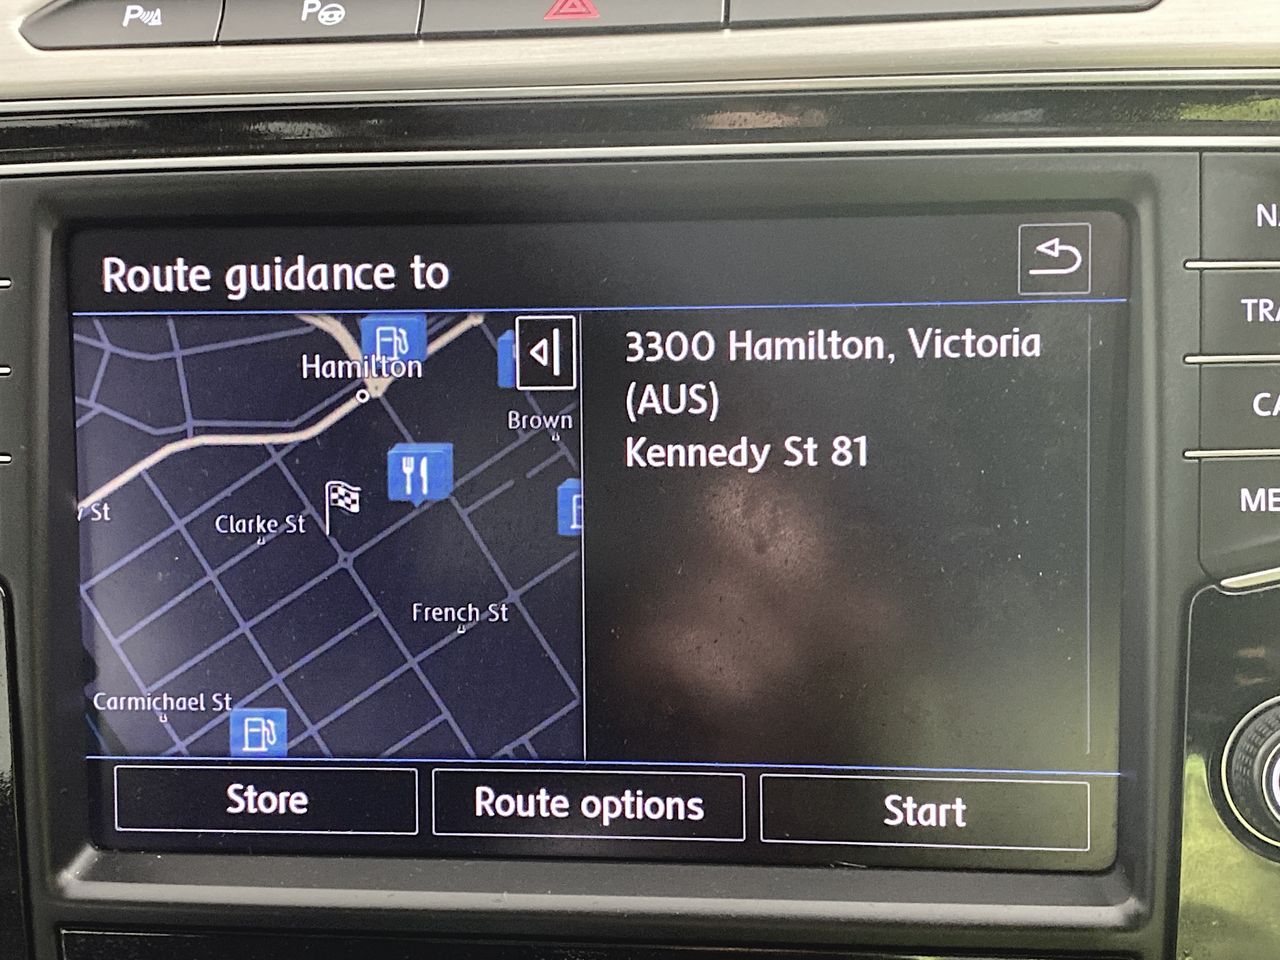 P
P
Route guidance to
Hamilton
Brown
St
Clarke St
French St
Carmichael St
3300 Hamilton, Victoria
(AUS)
Kennedy St 81
Store
Route options
Start